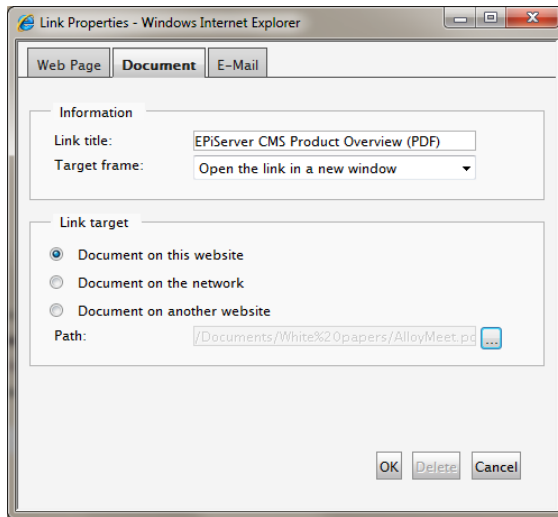 Link Properties - Windows Internet Explorer
Web Page Document E-Mail
Information
Link title: EPiServer CMS Product Overview (PDF)
Target frame: Open the link in a new window
Link target
Document on this website
Document on the network
Document on another website
Path: /Documents/White%20papers/AlloyMeet.pd ...
OK Delete Cancel